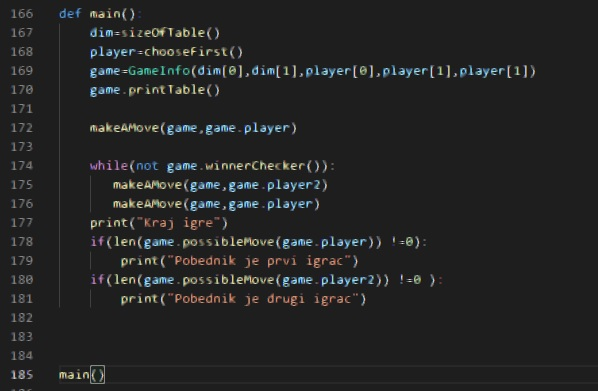 166 def main():
167     dim=sizeOfTable()
168     player=chooseFirst()
169     game=GameInfo(dim[0],dim[1],player[0],player[1],player[1])
170     game.printTable()
171
172     makeAMove(game,game.player)
173
174     while(not game.winnerChecker()):
175        makeAMove(game,game.player2)
176        makeAMove(game,game.player)
177     print("Kraj igre")
178     if(len(game.possibleMove(game.player)) !=0):
179         print("Pobednik je prvi igrac")
180     if(len(game.possibleMove(game.player2)) !=0 ):
181         print("Pobednik je drugi igrac")
182
183
184
185 main()